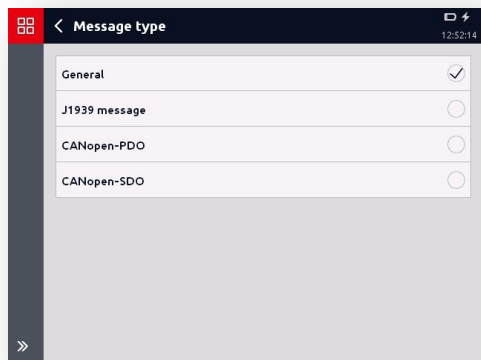 Message type
12:52:14
General
J1939 message
CANopen-PDO
CANopen-SDO